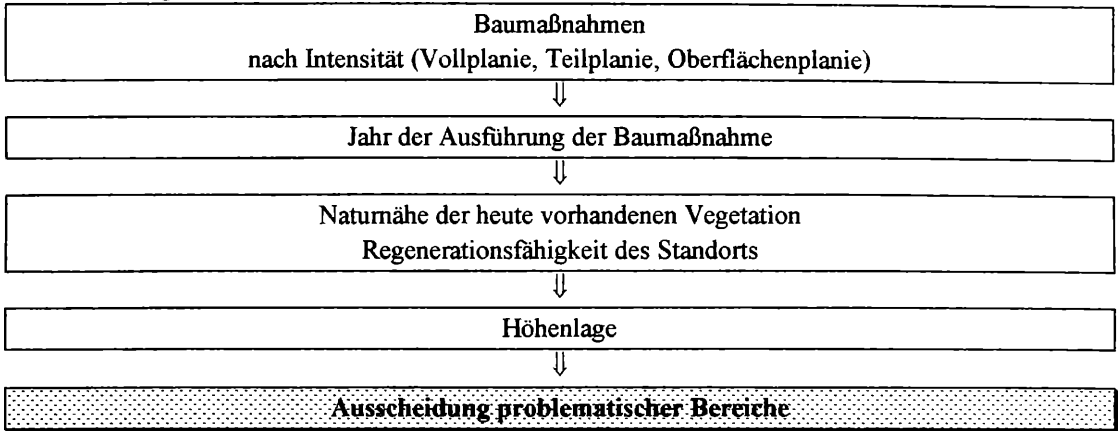 Baumaßnahmen
nach Intensität (Vollplanie, Teilplanie, Oberflächenplanie)
⇓
Jahr der Ausführung der Baumaßnahme
⇓
Naturnähe der heute vorhandenen Vegetation
Regenerationsfähigkeit des Standorts
⇓
Höhenlage
⇓
Ausscheidung problematischer Bereiche